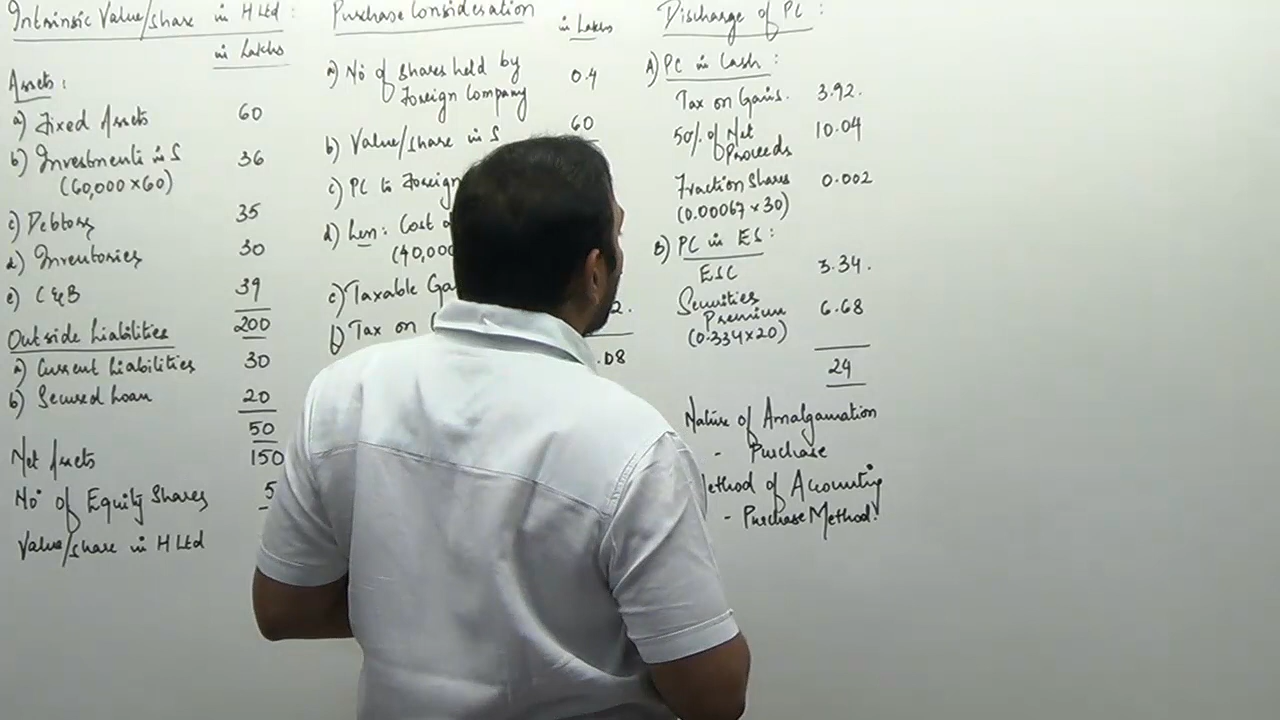 Intrinsic Value/share in H Ltd :
in Lakhs
Assets :
a) Fixed Assets 60
b) Investments in S 36
(60,000 x 60)
c) Debtors 35
d) Inventories 30
e) C & B 39
200
Outside Liabilities
a) Current Liabilities 30
b) Secured Loan 20
50
Net Assets 150
No of Equity Shares 5
Value/share in H Ltd
Purchase Consideration
in Lakhs
a) No of shares held by 0.4
Foreign Company
b) Value/share in S 60
c) PC to Foreign
d) Less : Cost
(40,000
e) Taxable
2.
f) Tax on
.08
Discharge of PC :
A) PC in Cash :
Tax on Gains. 3.92.
50% of Net 10.04
Proceeds
Fraction Shares 0.002
(0.00067 x 30)
B) PC in ES :
ESC 3.34.
Securities 6.68
Premium
(0.334 x 20)
24
Nature of Amalgamation
- Purchase
ethod of Accounting
- Purchase Method.